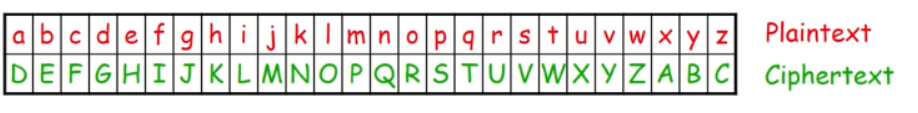 a b c d e f g h i j k l m n o p q r s t u v w x y z Plaintext
D E F G H I J K L M N O P Q R S T U V W X Y Z A B C Ciphertext